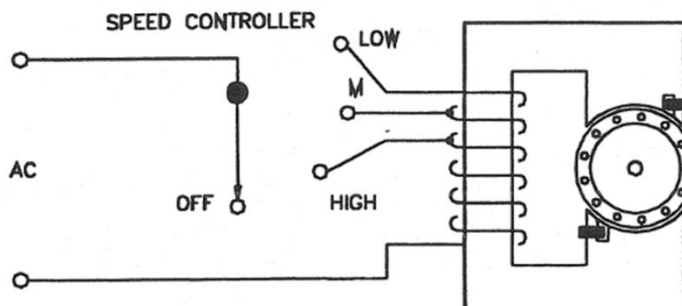 SPEED CONTROLLER
LOW
M
AC
OFF
HIGH